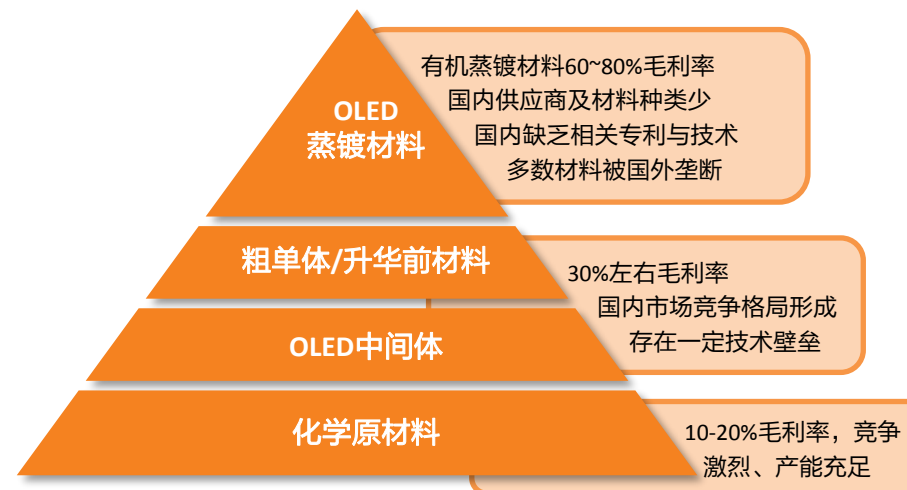 OLED
蒸镀材料
有机蒸镀材料60~80%毛利率
国内供应商及材料种类少
国内缺乏相关专利与技术
多数材料被国外垄断
粗单体/升华前材料
30%左右毛利率
国内市场竞争格局形成
存在一定技术壁垒
OLED中间体
化学原材料
10-20%毛利率，竞争
激烈、产能充足